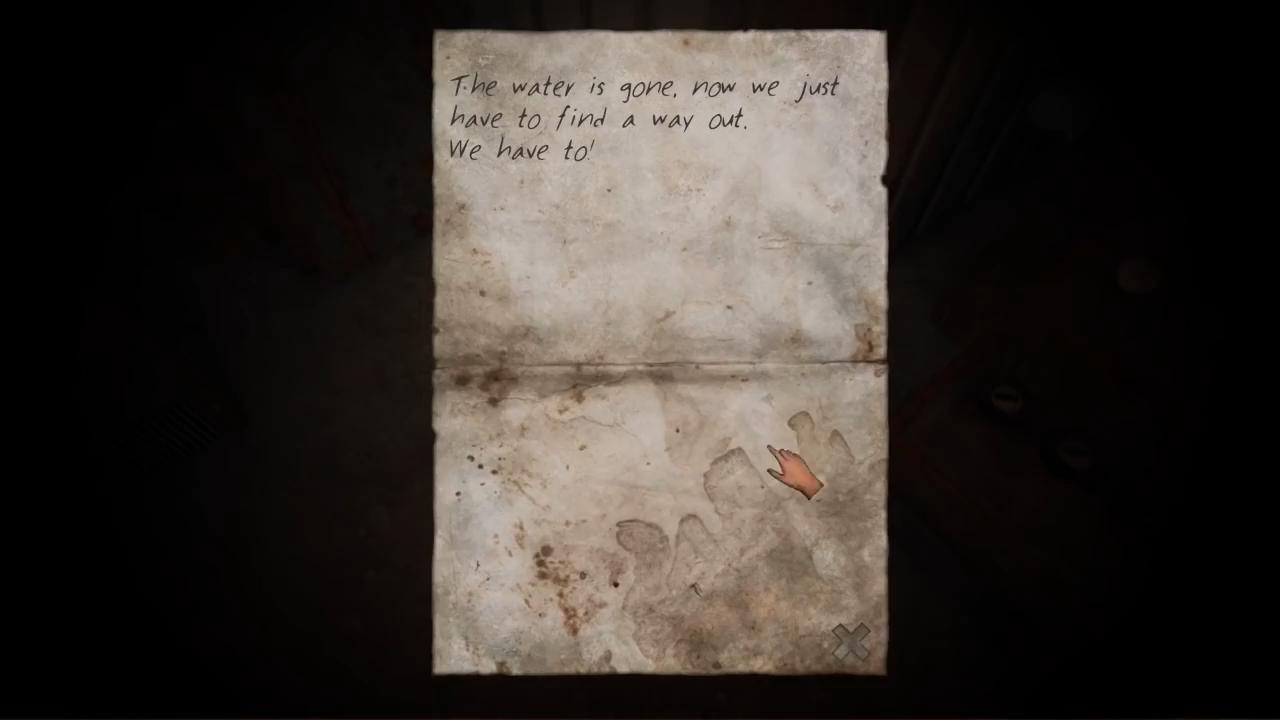 The water is gone, now we just
have to find a way out.
We have to!